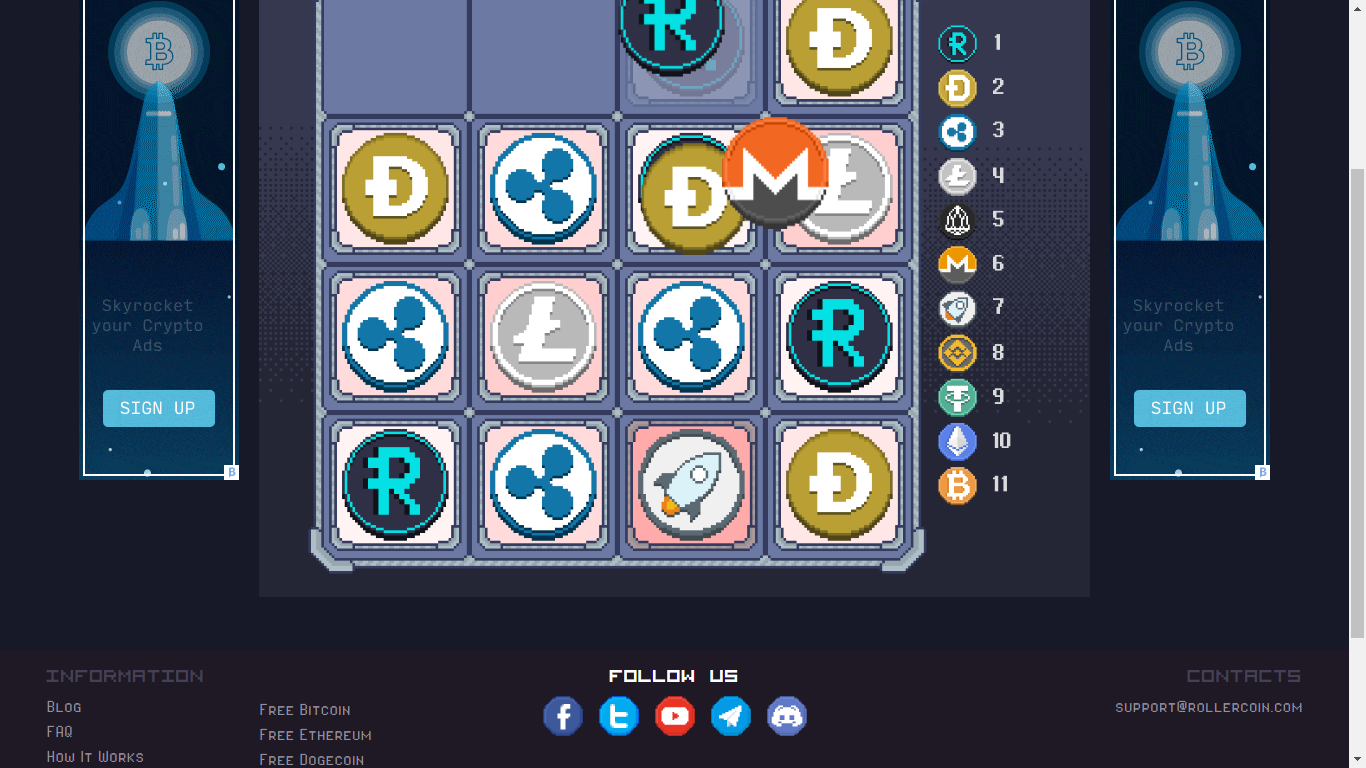 1
2
3
4
5
6
7
8
9
10
11
Skyrocket
your Crypto
Ads
SIGN UP
Skyrocket
your Crypto
Ads
SIGN UP
INFORMATION
Blog
FAQ
How It Works
Free Bitcoin
Free Ethereum
Free Dogecoin
FOLLOW US
CONTACTS
support@rollercoin.com